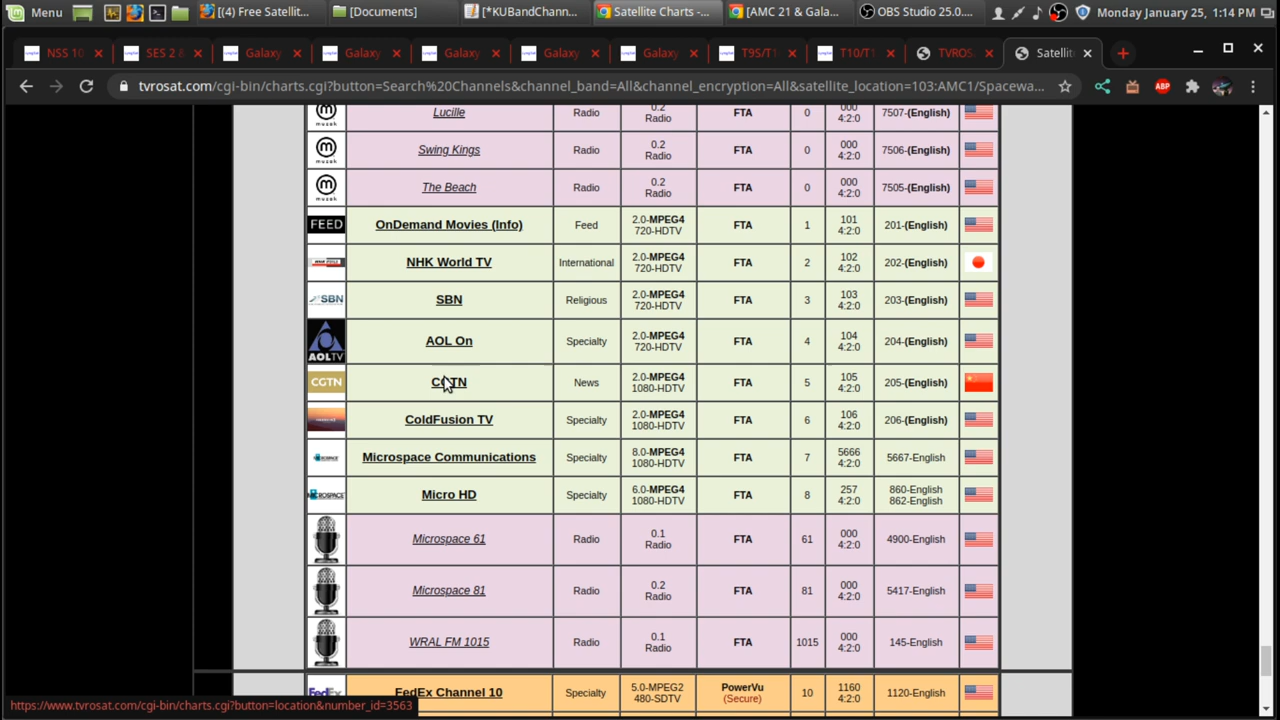 Menu
[(4) Free Satellit...
[Documents]
[*KUBandChann...
Satellite Charts -...
[AMC 21 & Gala...
OBS Studio 25.0....
Monday January 25, 1:14 PM
NSS 10
SES 2 &
Galaxy
Galaxy
Galaxy
Galaxy
Galaxy
T9S/T1
T10/T1
TVROS
Satellit
tvrosat.com/cgi-bin/charts.cgi?button=Search%20Channels&channel_band=All&channel_encryption=All&satellite_location=103:AMC1/Spacewa...
ABP
muzak Lucille Radio 0.2 Radio FTA 0 000 4:2:0 7507-(English)
muzak Swing Kings Radio 0.2 Radio FTA 0 000 4:2:0 7506-(English)
muzak The Beach Radio 0.2 Radio FTA 0 000 4:2:0 7505-(English)
FEED OnDemand Movies (Info) Feed 2.0-MPEG4 720-HDTV FTA 1 101 4:2:0 201-(English)
NHK World TV International 2.0-MPEG4 720-HDTV FTA 2 102 4:2:0 202-(English)
SBN SBN Religious 2.0-MPEG4 720-HDTV FTA 3 103 4:2:0 203-(English)
AOLTV AOL On Specialty 2.0-MPEG4 720-HDTV FTA 4 104 4:2:0 204-(English)
CGTN CGTN News 2.0-MPEG4 1080-HDTV FTA 5 105 4:2:0 205-(English)
ColdFusion TV Specialty 2.0-MPEG4 1080-HDTV FTA 6 106 4:2:0 206-(English)
Microspace Communications Specialty 8.0-MPEG4 1080-HDTV FTA 7 5666 4:2:0 5667-English
MICROSPACE Micro HD Specialty 6.0-MPEG4 1080-HDTV FTA 8 257 4:2:0 860-English 862-English
Microspace 61 Radio 0.1 Radio FTA 61 000 4:2:0 4900-English
Microspace 81 Radio 0.2 Radio FTA 81 000 4:2:0 5417-English
WRAL FM 1015 Radio 0.1 Radio FTA 1015 000 4:2:0 145-English
FedEx FedEx Channel 10 Specialty 5.0-MPEG2 480-SDTV PowerVu (Secure) 10 1160 4:2:0 1120-English
https://www.tvrosat.com/cgi-bin/charts.cgi?button=location&number_id=3563